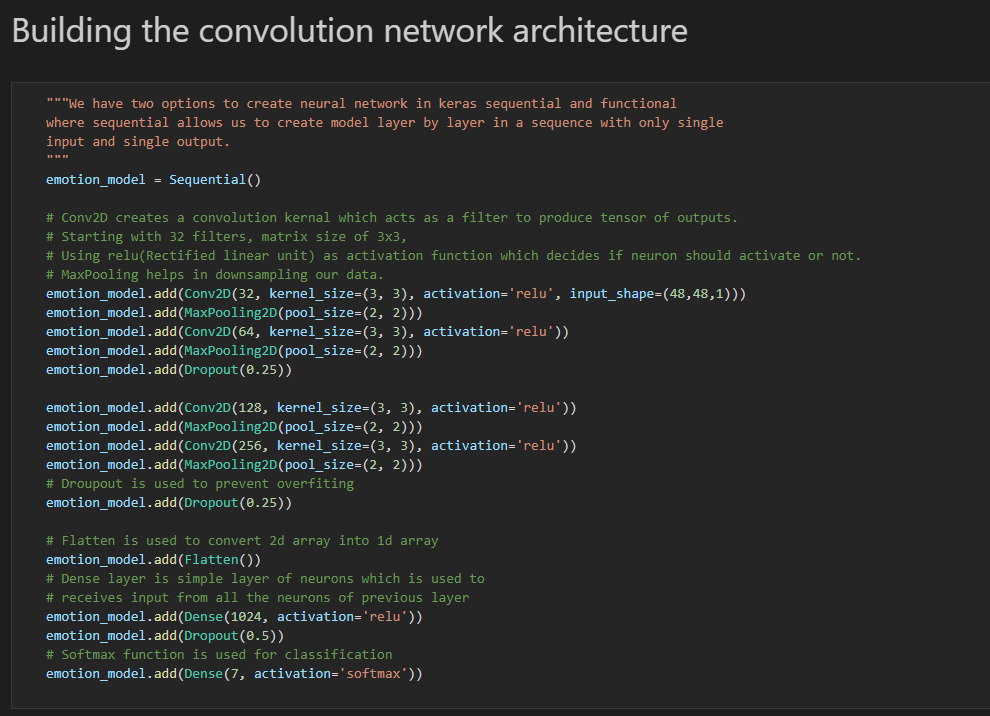 Building the convolution network architecture
"""We have two options to create neural network in keras sequential and functional
where sequential allows us to create model layer by layer in a sequence with only single
input and single output.
"""
emotion_model = Sequential()
# Conv2D creates a convolution kernal which acts as a filter to produce tensor of outputs.
# Starting with 32 filters, matrix size of 3x3,
# Using relu(Rectified linear unit) as activation function which decides if neuron should activate or not.
# MaxPooling helps in downsampling our data.
emotion_model.add(Conv2D(32, kernel_size=(3, 3), activation='relu', input_shape=(48,48,1)))
emotion_model.add(MaxPooling2D(pool_size=(2, 2)))
emotion_model.add(Conv2D(64, kernel_size=(3, 3), activation='relu'))
emotion_model.add(MaxPooling2D(pool_size=(2, 2)))
emotion_model.add(Dropout(0.25))
emotion_model.add(Conv2D(128, kernel_size=(3, 3), activation='relu'))
emotion_model.add(MaxPooling2D(pool_size=(2, 2)))
emotion_model.add(Conv2D(256, kernel_size=(3, 3), activation='relu'))
emotion_model.add(MaxPooling2D(pool_size=(2, 2)))
# Droupout is used to prevent overfiting
emotion_model.add(Dropout(0.25))
# Flatten is used to convert 2d array into 1d array
emotion_model.add(Flatten())
# Dense layer is simple layer of neurons which is used to
# receives input from all the neurons of previous layer
emotion_model.add(Dense(1024, activation='relu'))
emotion_model.add(Dropout(0.5))
# Softmax function is used for classification
emotion_model.add(Dense(7, activation='softmax'))